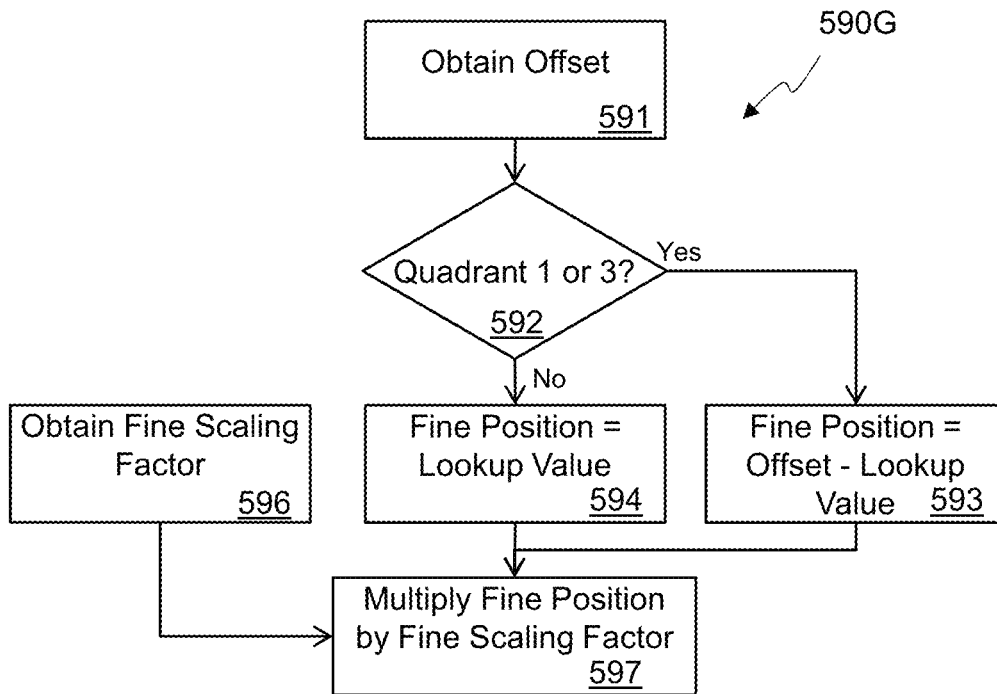 590G
Obtain Offset
591
Quadrant 1 or 3?
592
Yes
No
Obtain Fine Scaling
Factor
596
Fine Position =
Lookup Value
594
Fine Position =
Offset - Lookup
Value 593
Multiply Fine Position
by Fine Scaling Factor
597